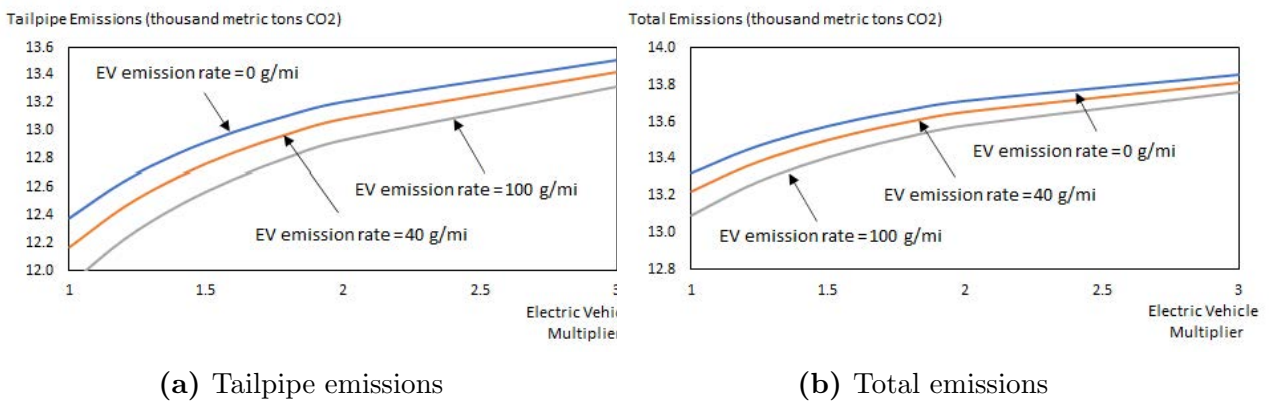 Tailpipe Emissions (thousand metric tons CO2)
13.6
13.4
13.2
13.0
12.8
12.6
12.4
12.2
12.0
EV emission rate =0 g/mi
EV emission rate =100 g/mi
EV emission rate =40 g/mi
1
1.5
2
2.5
3
Electric Vehic
Multiplier
(a) Tailpipe emissions
Total Emissions (thousand metric tons CO2)
14.0
13.8
13.6
13.4
13.2
13.0
12.8
EV emission rate =0 g/mi
EV emission rate =40 g/mi
EV emission rate =100 g/mi
1
1.5
2
2.5
3
Electric Vehicle
Multiplier
(b) Total emissions